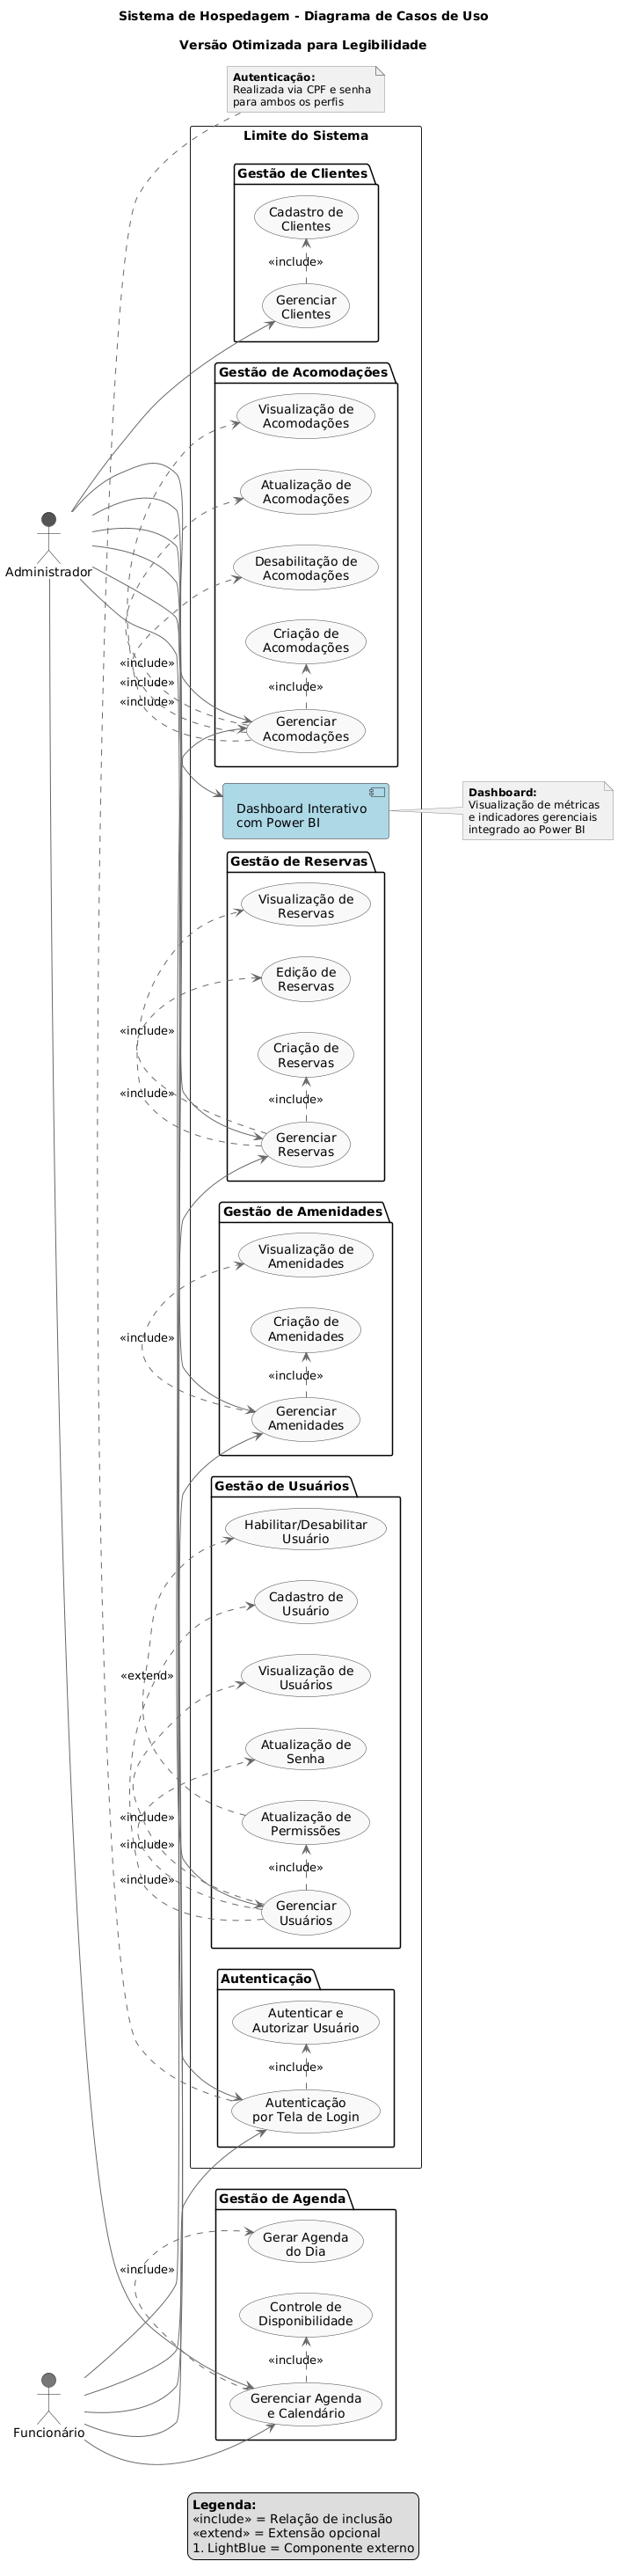 Sistema de Hospedagem - Diagrama de Casos de Uso
Versão Otimizada para Legibilidade
Autenticação:
Realizada via CPF e senha
para ambos os perfis
Limite do Sistema
Gestão de Clientes
Cadastro de
Clientes
«include»
Gerenciar
Clientes
Gestão de Acomodações
Visualização de
Acomodações
Atualização de
Acomodações
Administrador
Desabilitação de
Acomodações
Criação de
Acomodações
«include»
«include»
«include»
«include»
Gerenciar
Acomodações
Dashboard Interativo
com Power BI
Dashboard:
Visualização de métricas
e indicadores gerenciais
integrado ao Power BI
Gestão de Reservas
Visualização de
Reservas
Edição de
Reservas
«include»
Criação de
Reservas
«include»
«include»
Gerenciar
Reservas
Gestão de Amenidades
Visualização de
Amenidades
Criação de
Amenidades
«include»
«include»
Gerenciar
Amenidades
Gestão de Usuários
Habilitar/Desabilitar
Usuário
Cadastro de
Usuário
«extend»
Visualização de
Usuários
Atualização de
Senha
«include»
Atualização de
Permissões
«include»
«include»
«include»
Gerenciar
Usuários
Autenticação
Autenticar e
Autorizar Usuário
«include»
Autenticação
por Tela de Login
Gestão de Agenda
Gerar Agenda
do Dia
«include»
Controle de
Disponibilidade
«include»
Gerenciar Agenda
e Calendário
Funcionário
Legenda:
«include» = Relação de inclusão
«extend» = Extensão opcional
1. LightBlue = Componente externo